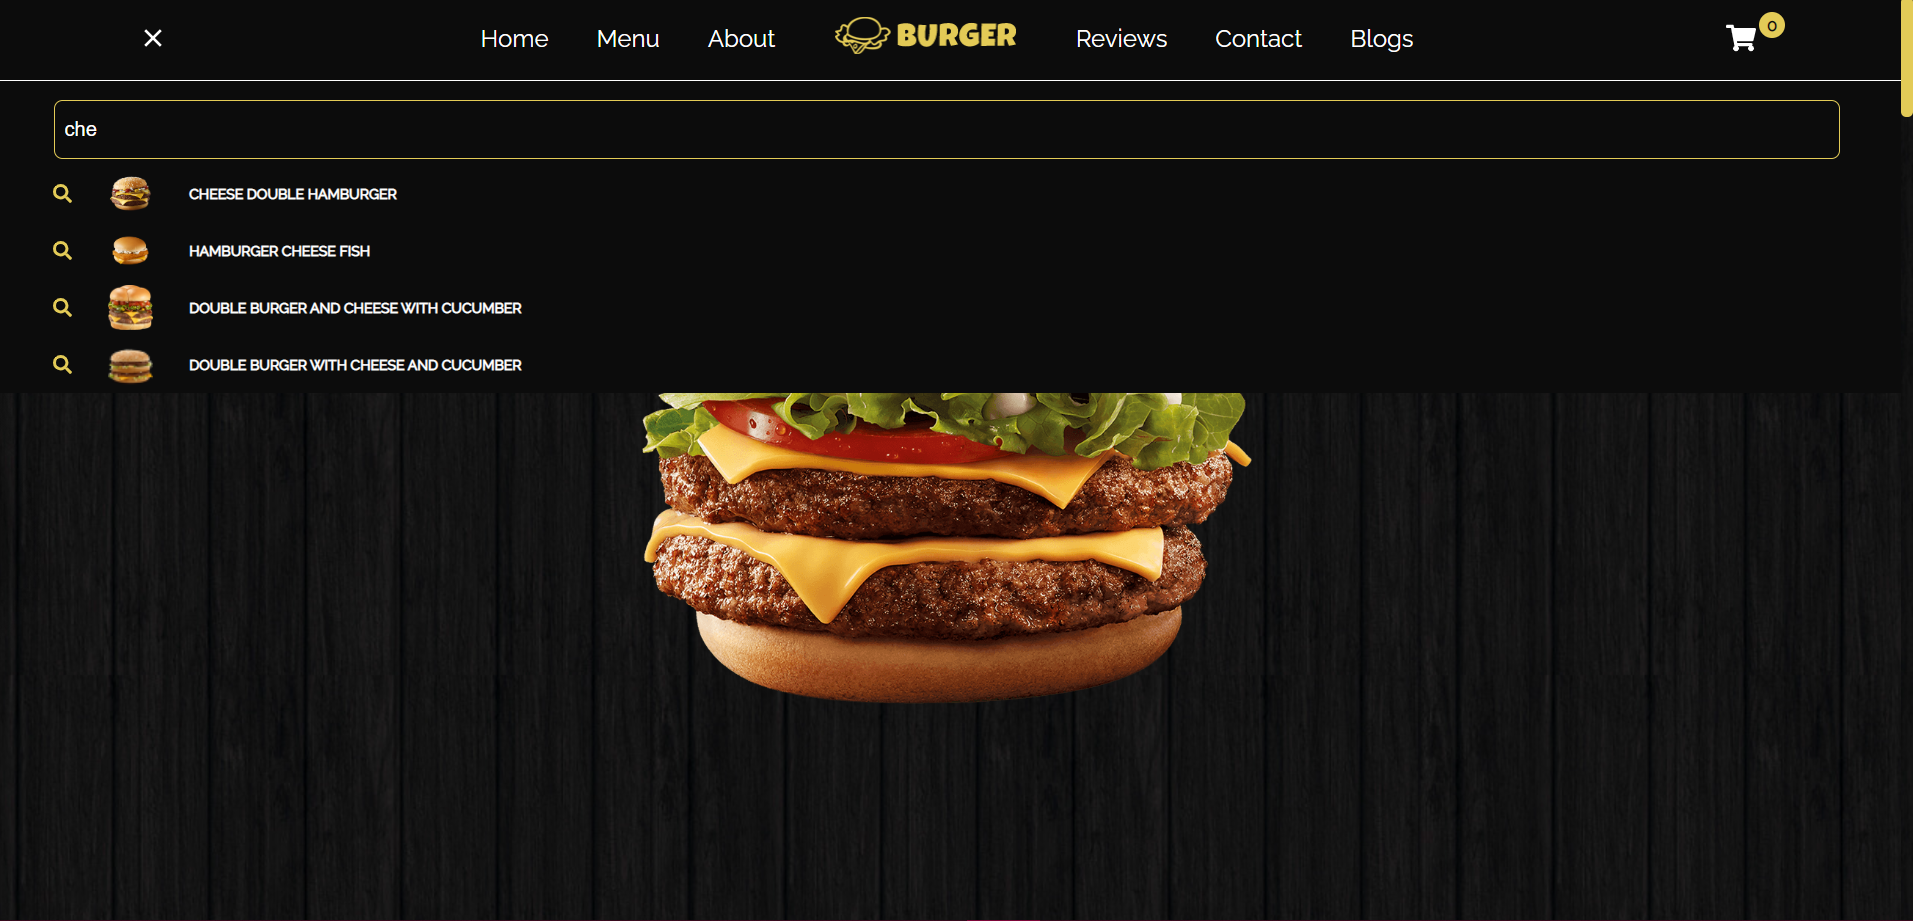 Home Menu About BURGER Reviews Contact Blogs 0
che
CHEESE DOUBLE HAMBURGER
HAMBURGER CHEESE FISH
DOUBLE BURGER AND CHEESE WITH CUCUMBER
DOUBLE BURGER WITH CHEESE AND CUCUMBER